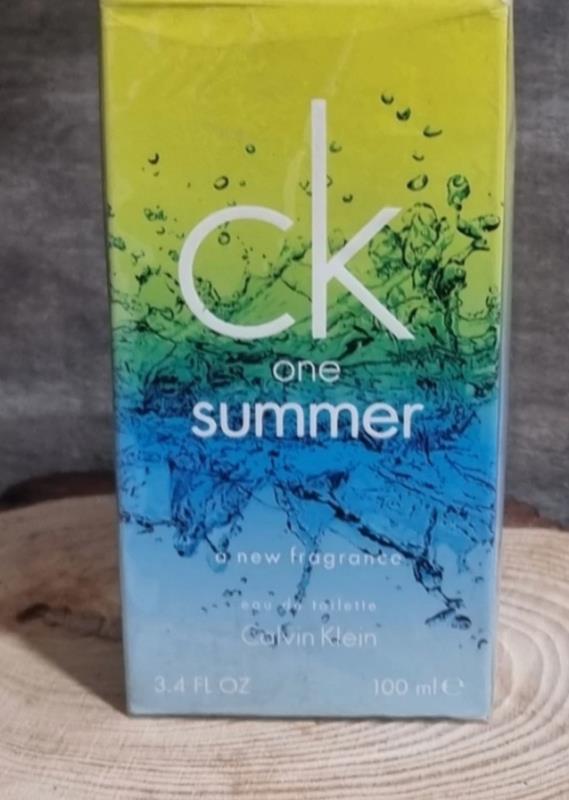 ck
one
summer
a new fragrance
eau de toilette
Calvin Klein
3.4 FL OZ 100 ml ℮